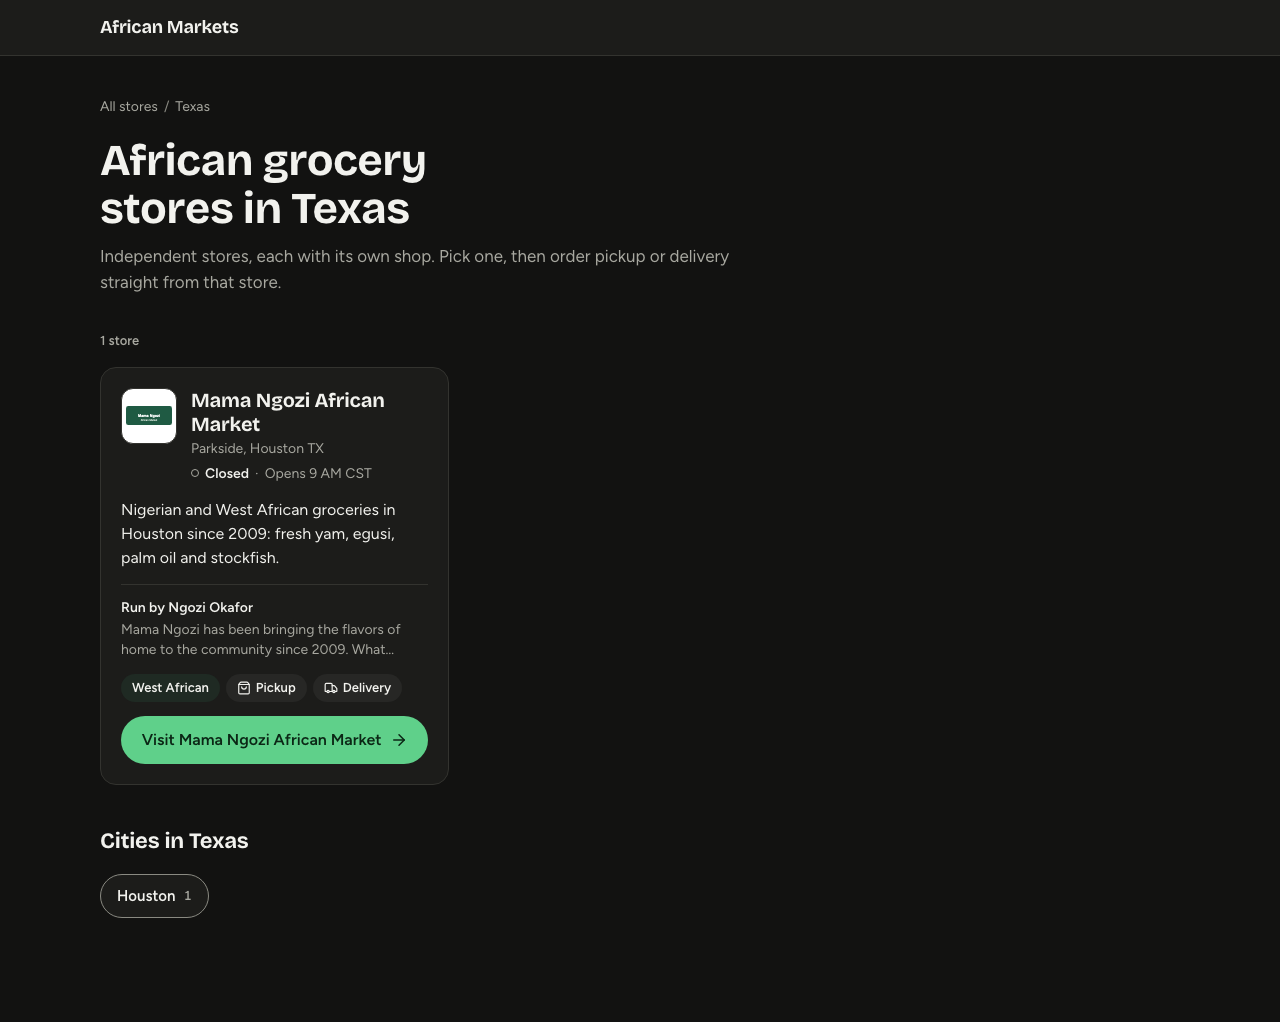 African Markets
All stores / Texas
African grocery
stores in Texas
Independent stores, each with its own shop. Pick one, then order pickup or delivery
straight from that store.
1 store
Mama Ngozi
African Market
Mama Ngozi African
Market
Parkside, Houston TX
Closed · Opens 9 AM CST
Nigerian and West African groceries in
Houston since 2009: fresh yam, egusi,
palm oil and stockfish.
Run by Ngozi Okafor
Mama Ngozi has been bringing the flavors of
home to the community since 2009. What...
West African Pickup Delivery
Visit Mama Ngozi African Market
Cities in Texas
Houston 1